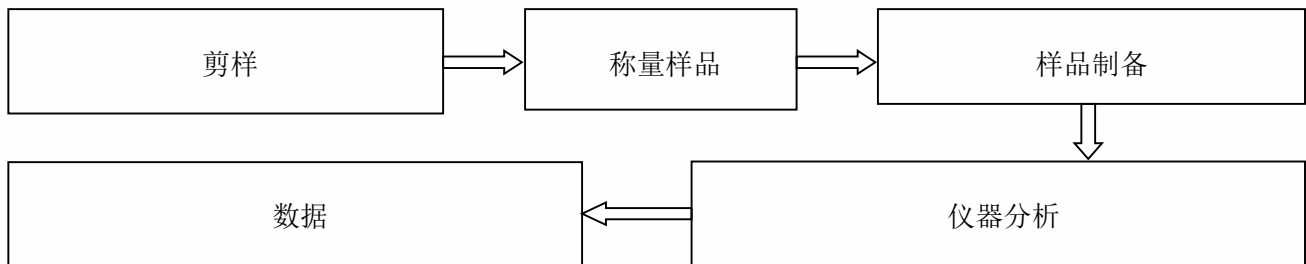 剪样
称量样品
样品制备
仪器分析
数据